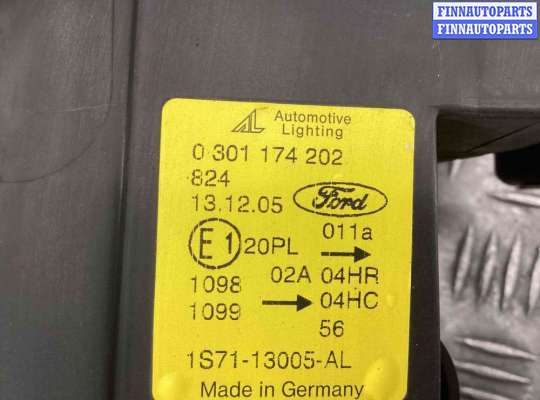 FINNAUTOPARTS
FINNAUTOPARTS
AL Automotive
Lighting
0 301 174 202
824
13.12.05 Ford
E1 20PL 011a
02A 04HR
1098
1099 04HC
56
1S71-13005-AL
Made in Germany